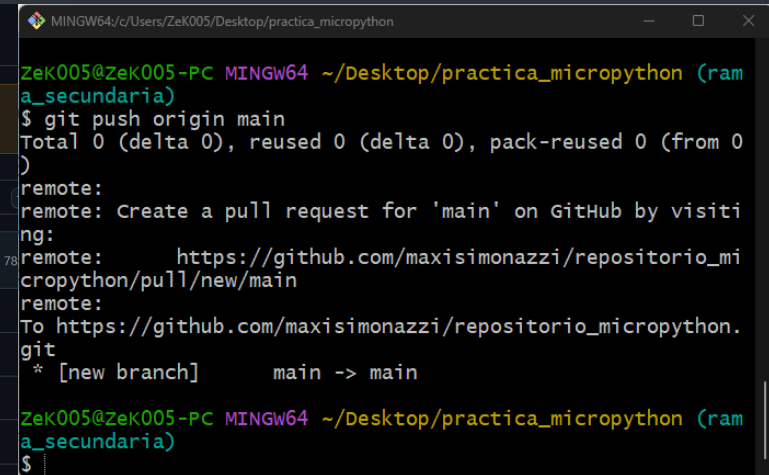 MINGW64:/c/Users/ZeK005/Desktop/practica_micropython
ZeK005@ZeK005-PC MINGW64 ~/Desktop/practica_micropython (ram
a_secundaria)
$ git push origin main
Total 0 (delta 0), reused 0 (delta 0), pack-reused 0 (from 0
)
remote:
remote: Create a pull request for 'main' on GitHub by visiti
ng:
remote:      https://github.com/maxisimonazzi/repositorio_mi
cropython/pull/new/main
remote:
To https://github.com/maxisimonazzi/repositorio_micropython.
git
 * [new branch]      main -> main
ZeK005@ZeK005-PC MINGW64 ~/Desktop/practica_micropython (ram
a_secundaria)
$
78